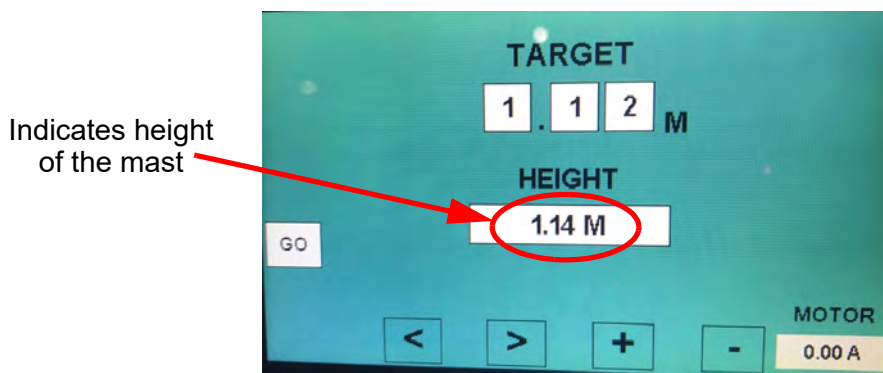 TARGET
1 . 1 2 M
Indicates height
of the mast
HEIGHT
1.14 M
GO
< > + -
MOTOR
0.00 A